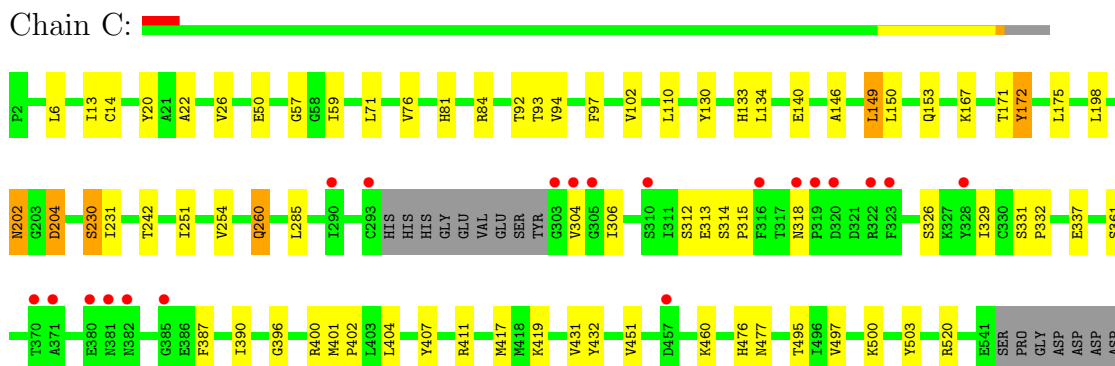 Chain C:
P2 L6 I13 C14 Y20 A21 A22 V26 E50 G57 G58 I59 L71 V76 H81 R84 T92 T93 V94 F97 V102 L110 Y130 H133 L134 E140 A146 L149 L150 Q153 K167 T171 Y172 L175 L198
N202 G203 D204 S230 I231 T242 I251 V254 Q260 L285 I290 C293 HIS HIS HIS GLY GLU VAL GLU SER TYR G303 V304 G305 I306 S310 I311 S312 E313 S314 P315 F316 T317 N318 P319 D320 D321 R322 F323 S326 K327 Y328 I329 C330 S331 P332 E337 S361
T370 A371 E380 N381 N382 G385 E386 F387 I390 G396 R400 M401 P402 L403 L404 Y407 R411 M417 M418 K419 V431 Y432 V451 D457 K460 H476 N477 T495 I496 V497 K500 Y503 R520 E541 SER PRO GLY ASP ASP ASP ASP